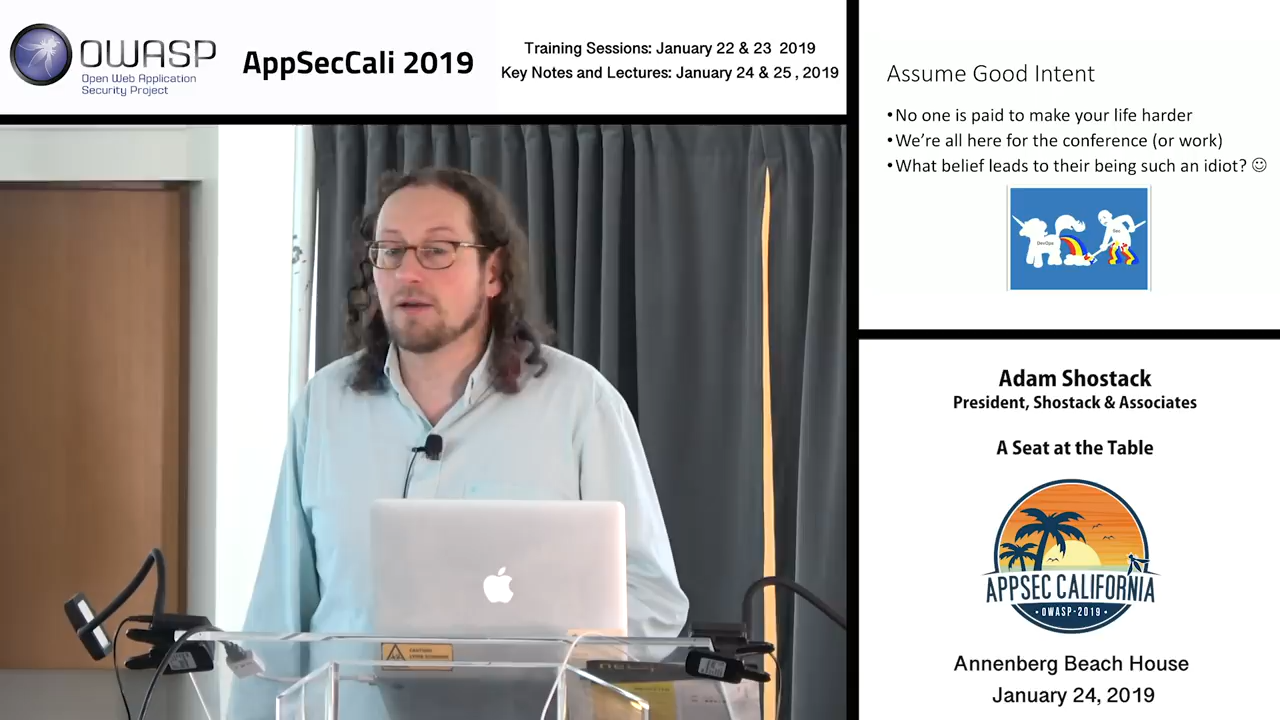 OWASP
Open Web Application
Security Project
AppSecCali 2019
Training Sessions: January 22 & 23 2019
Key Notes and Lectures: January 24 & 25, 2019
Assume Good Intent
•No one is paid to make your life harder
•We're all here for the conference (or work)
•What belief leads to their being such an idiot? ☺
DevOps
Sec
Adam Shostack
President, Shostack & Associates
A Seat at the Table
APPSEC CALIFORNIA
• OWASP-2019 •
Annenberg Beach House
January 24, 2019